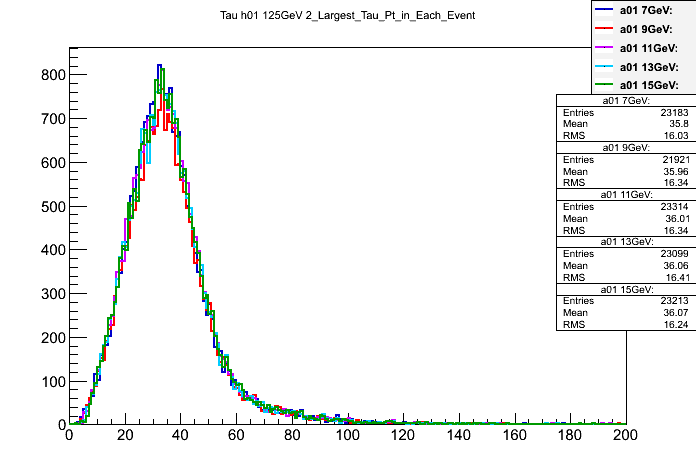 Tau h01 125GeV 2_Largest_Tau_Pt_in_Each_Event
a01 7GeV:
a01 9GeV:
a01 11GeV:
a01 13GeV:
a01 15GeV:
a01 7GeV:
Entries 23183
Mean 35.8
RMS 16.03
a01 9GeV:
Entries 21921
Mean 35.96
RMS 16.34
a01 11GeV:
Entries 23314
Mean 36.01
RMS 16.34
a01 13GeV:
Entries 23099
Mean 36.06
RMS 16.41
a01 15GeV:
Entries 23213
Mean 36.07
RMS 16.24
800
700
600
500
400
300
200
100
0
0 20 40 60 80 100 120 140 160 180 200